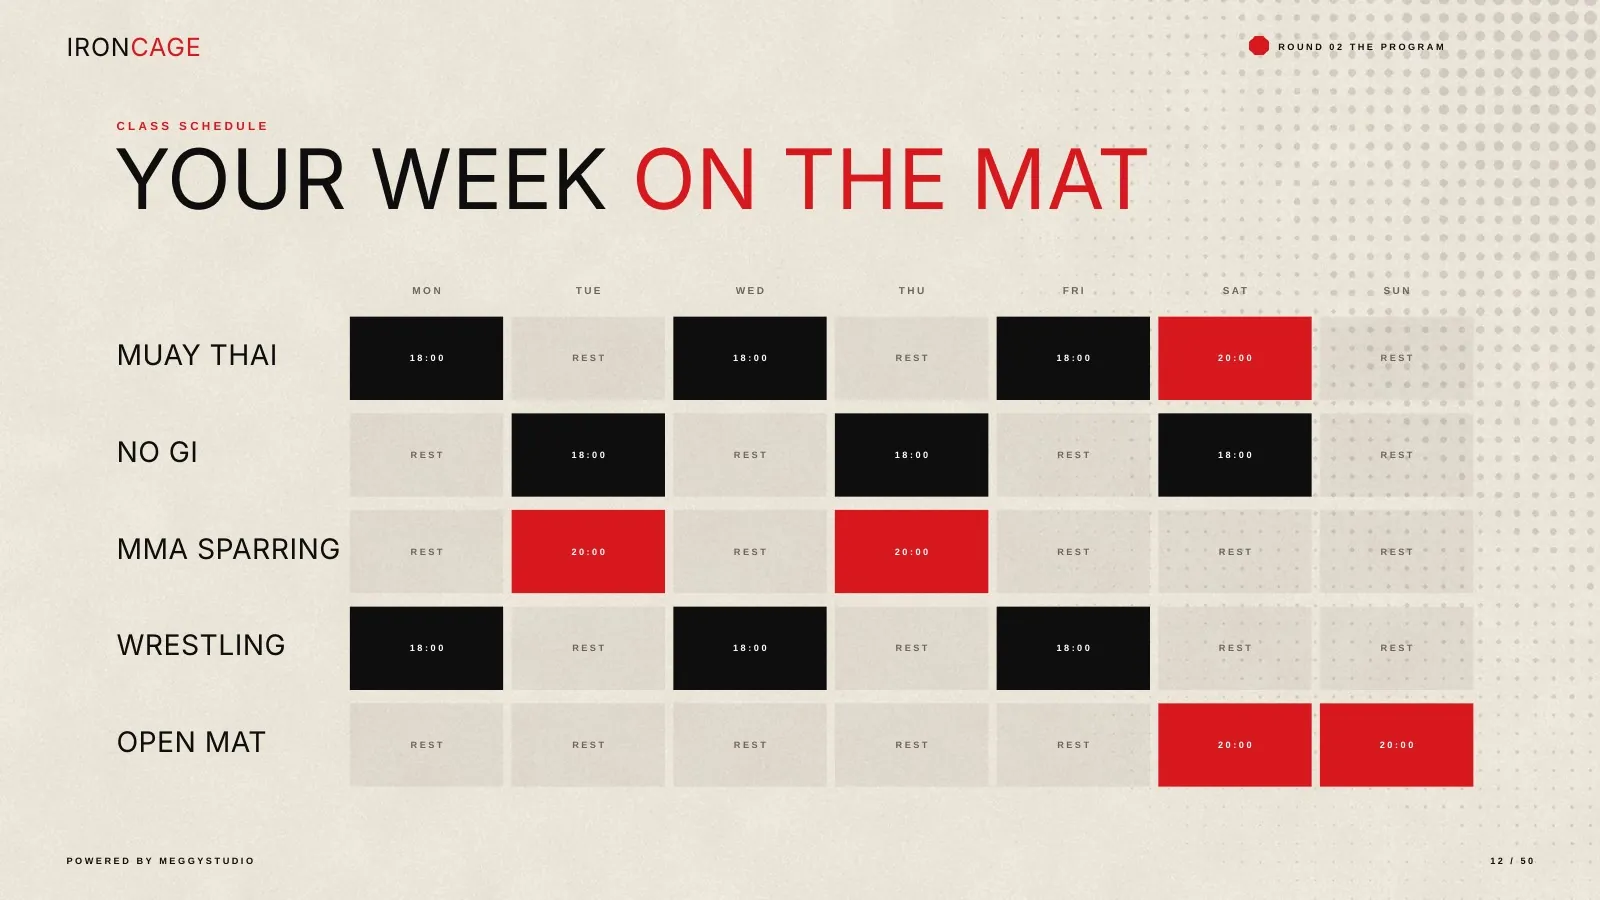 IRONCAGE
ROUND 02 THE PROGRAM
CLASS SCHEDULE
YOUR WEEK ON THE MAT
MON TUE WED THU FRI SAT SUN
MUAY THAI 18:00 REST 18:00 REST 18:00 20:00 REST
NO GI REST 18:00 REST 18:00 REST 18:00 REST
MMA SPARRING REST 20:00 REST 20:00 REST REST REST
WRESTLING 18:00 REST 18:00 REST 18:00 REST REST
OPEN MAT REST REST REST REST REST 20:00 20:00
POWERED BY MEGGYSTUDIO
12 / 50